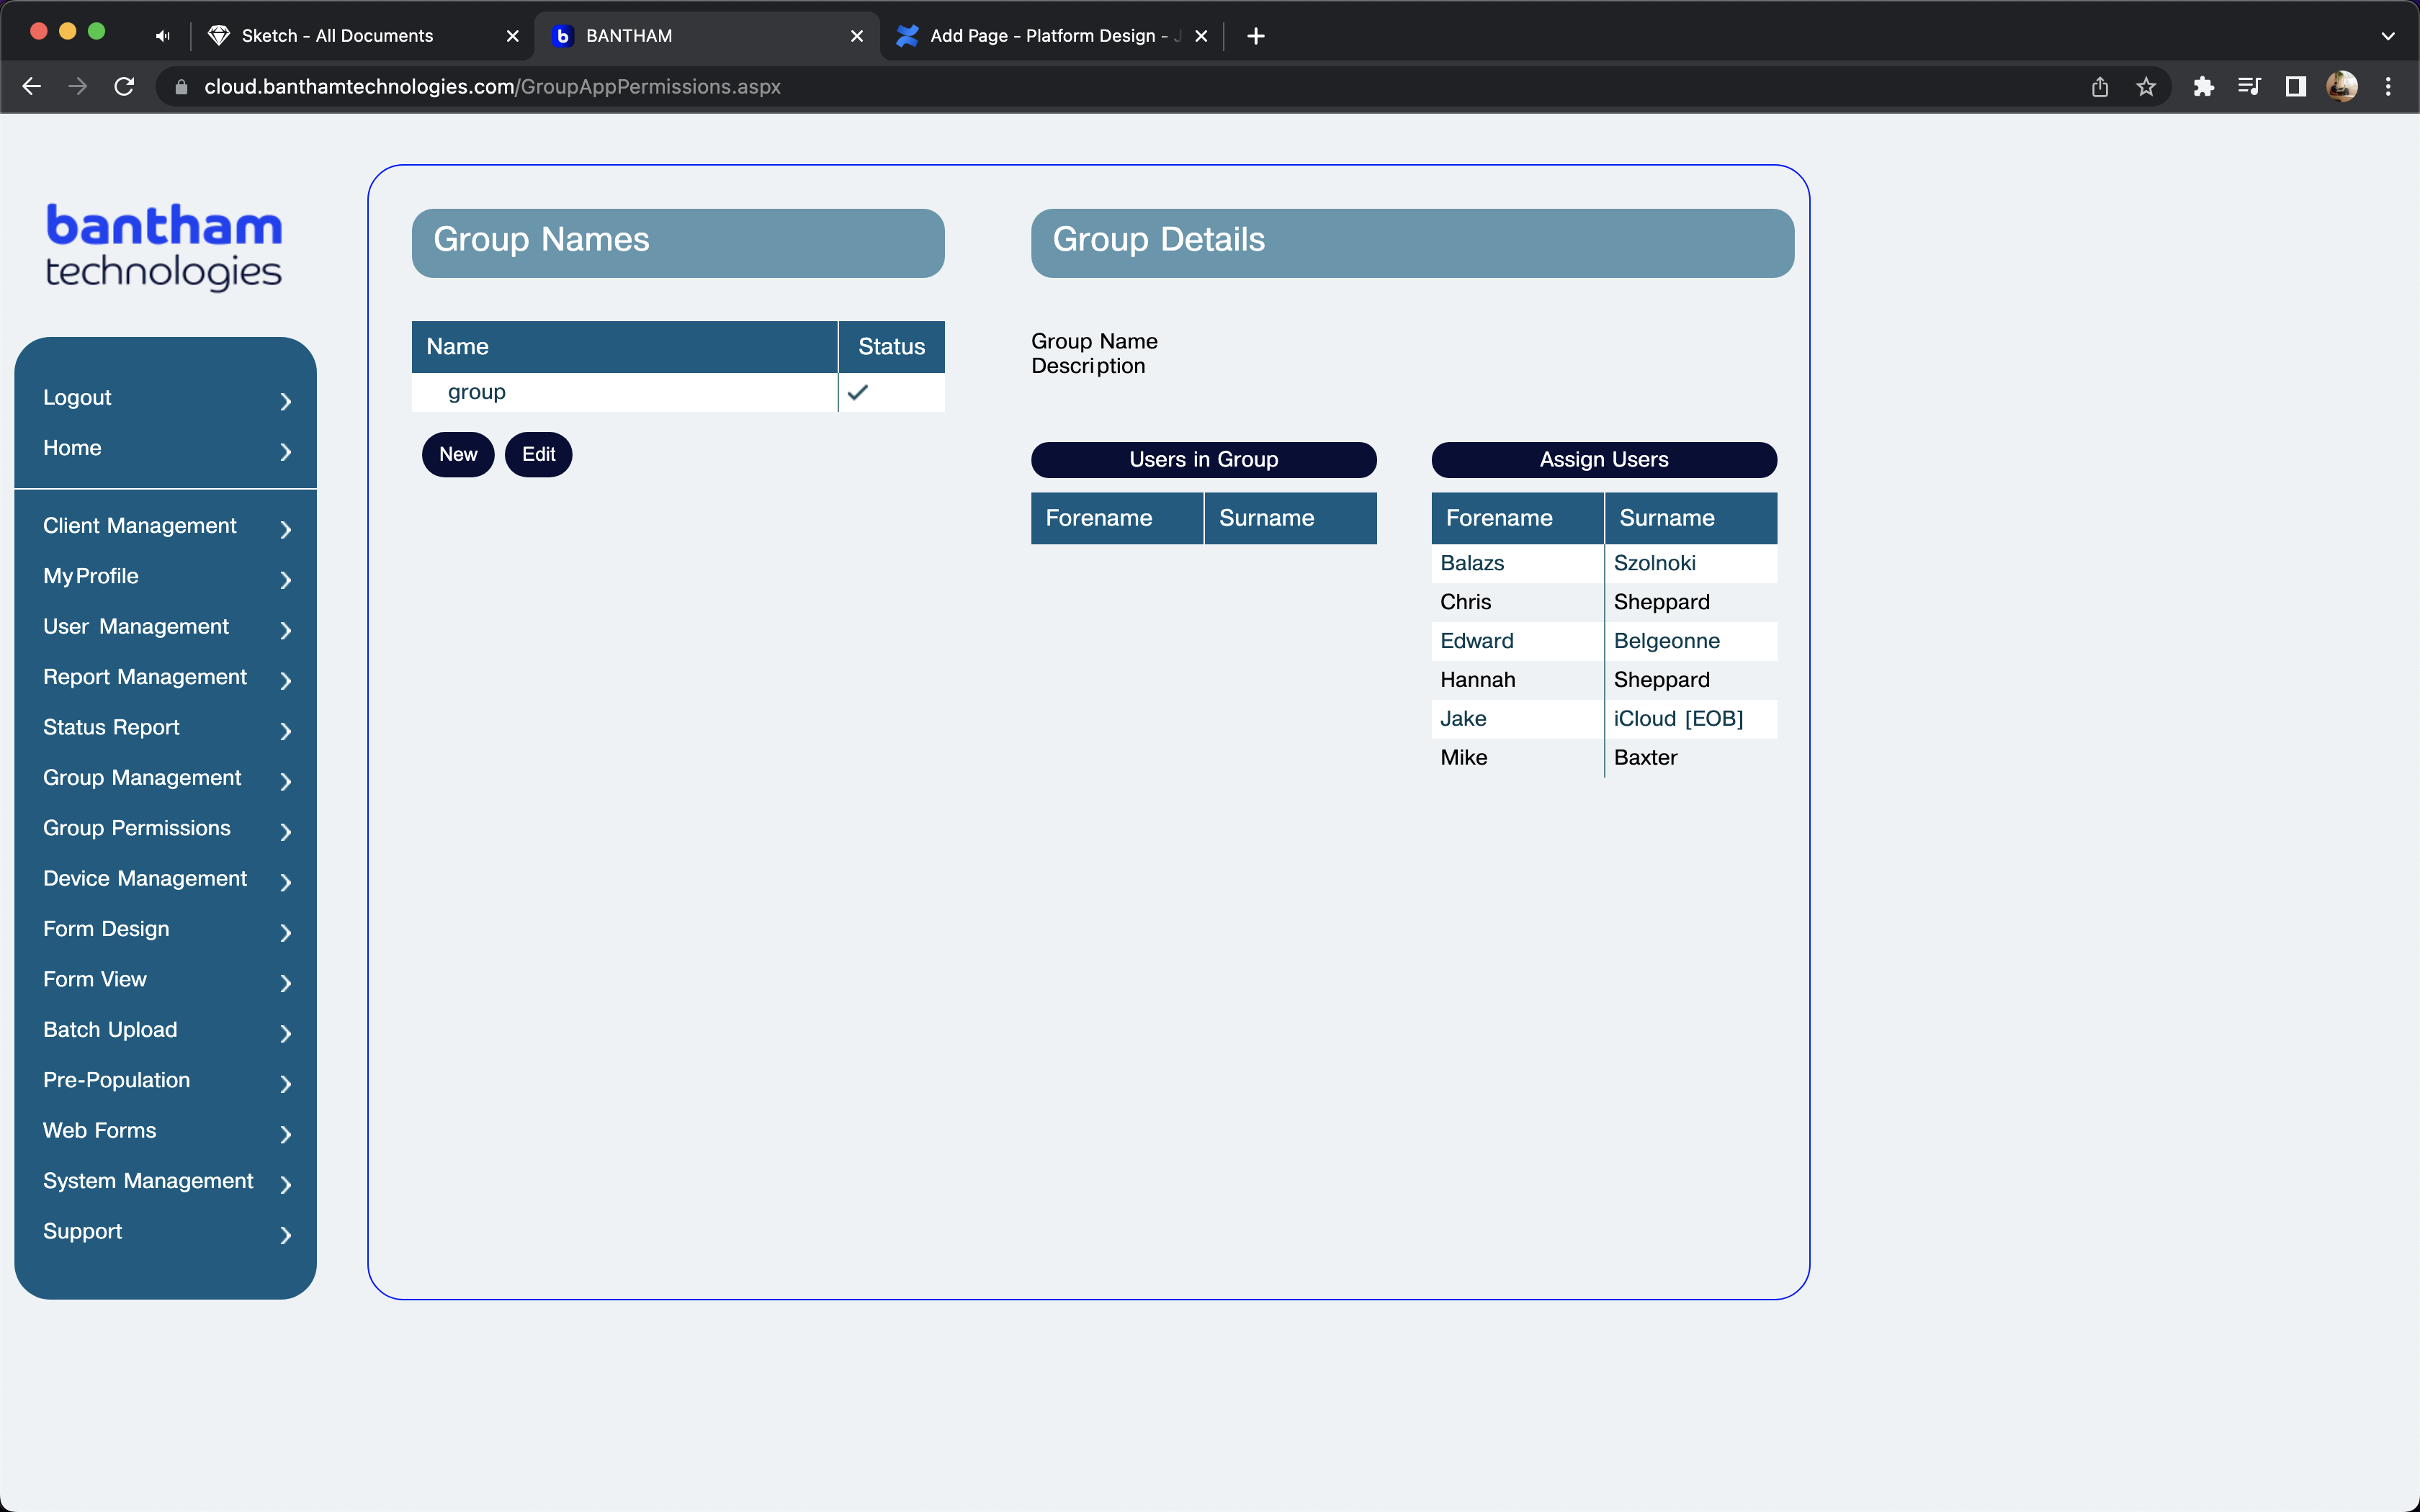 Sketch - All Documents
BANTHAM
Add Page - Platform Design -
cloud.banthamtechnologies.com/GroupAppPermissions.aspx
bantham
technologies
Logout
Home
Client Management
My Profile
User Management
Report Management
Status Report
Group Management
Group Permissions
Device Management
Form Design
Form View
Batch Upload
Pre-Population
Web Forms
System Management
Support
Group Names
Name Status
group
New Edit
Group Details
Group Name
Description
Users in Group
Forename Surname
Assign Users
Forename Surname
Balazs Szolnoki
Chris Sheppard
Edward Belgeonne
Hannah Sheppard
Jake iCloud [EOB]
Mike Baxter